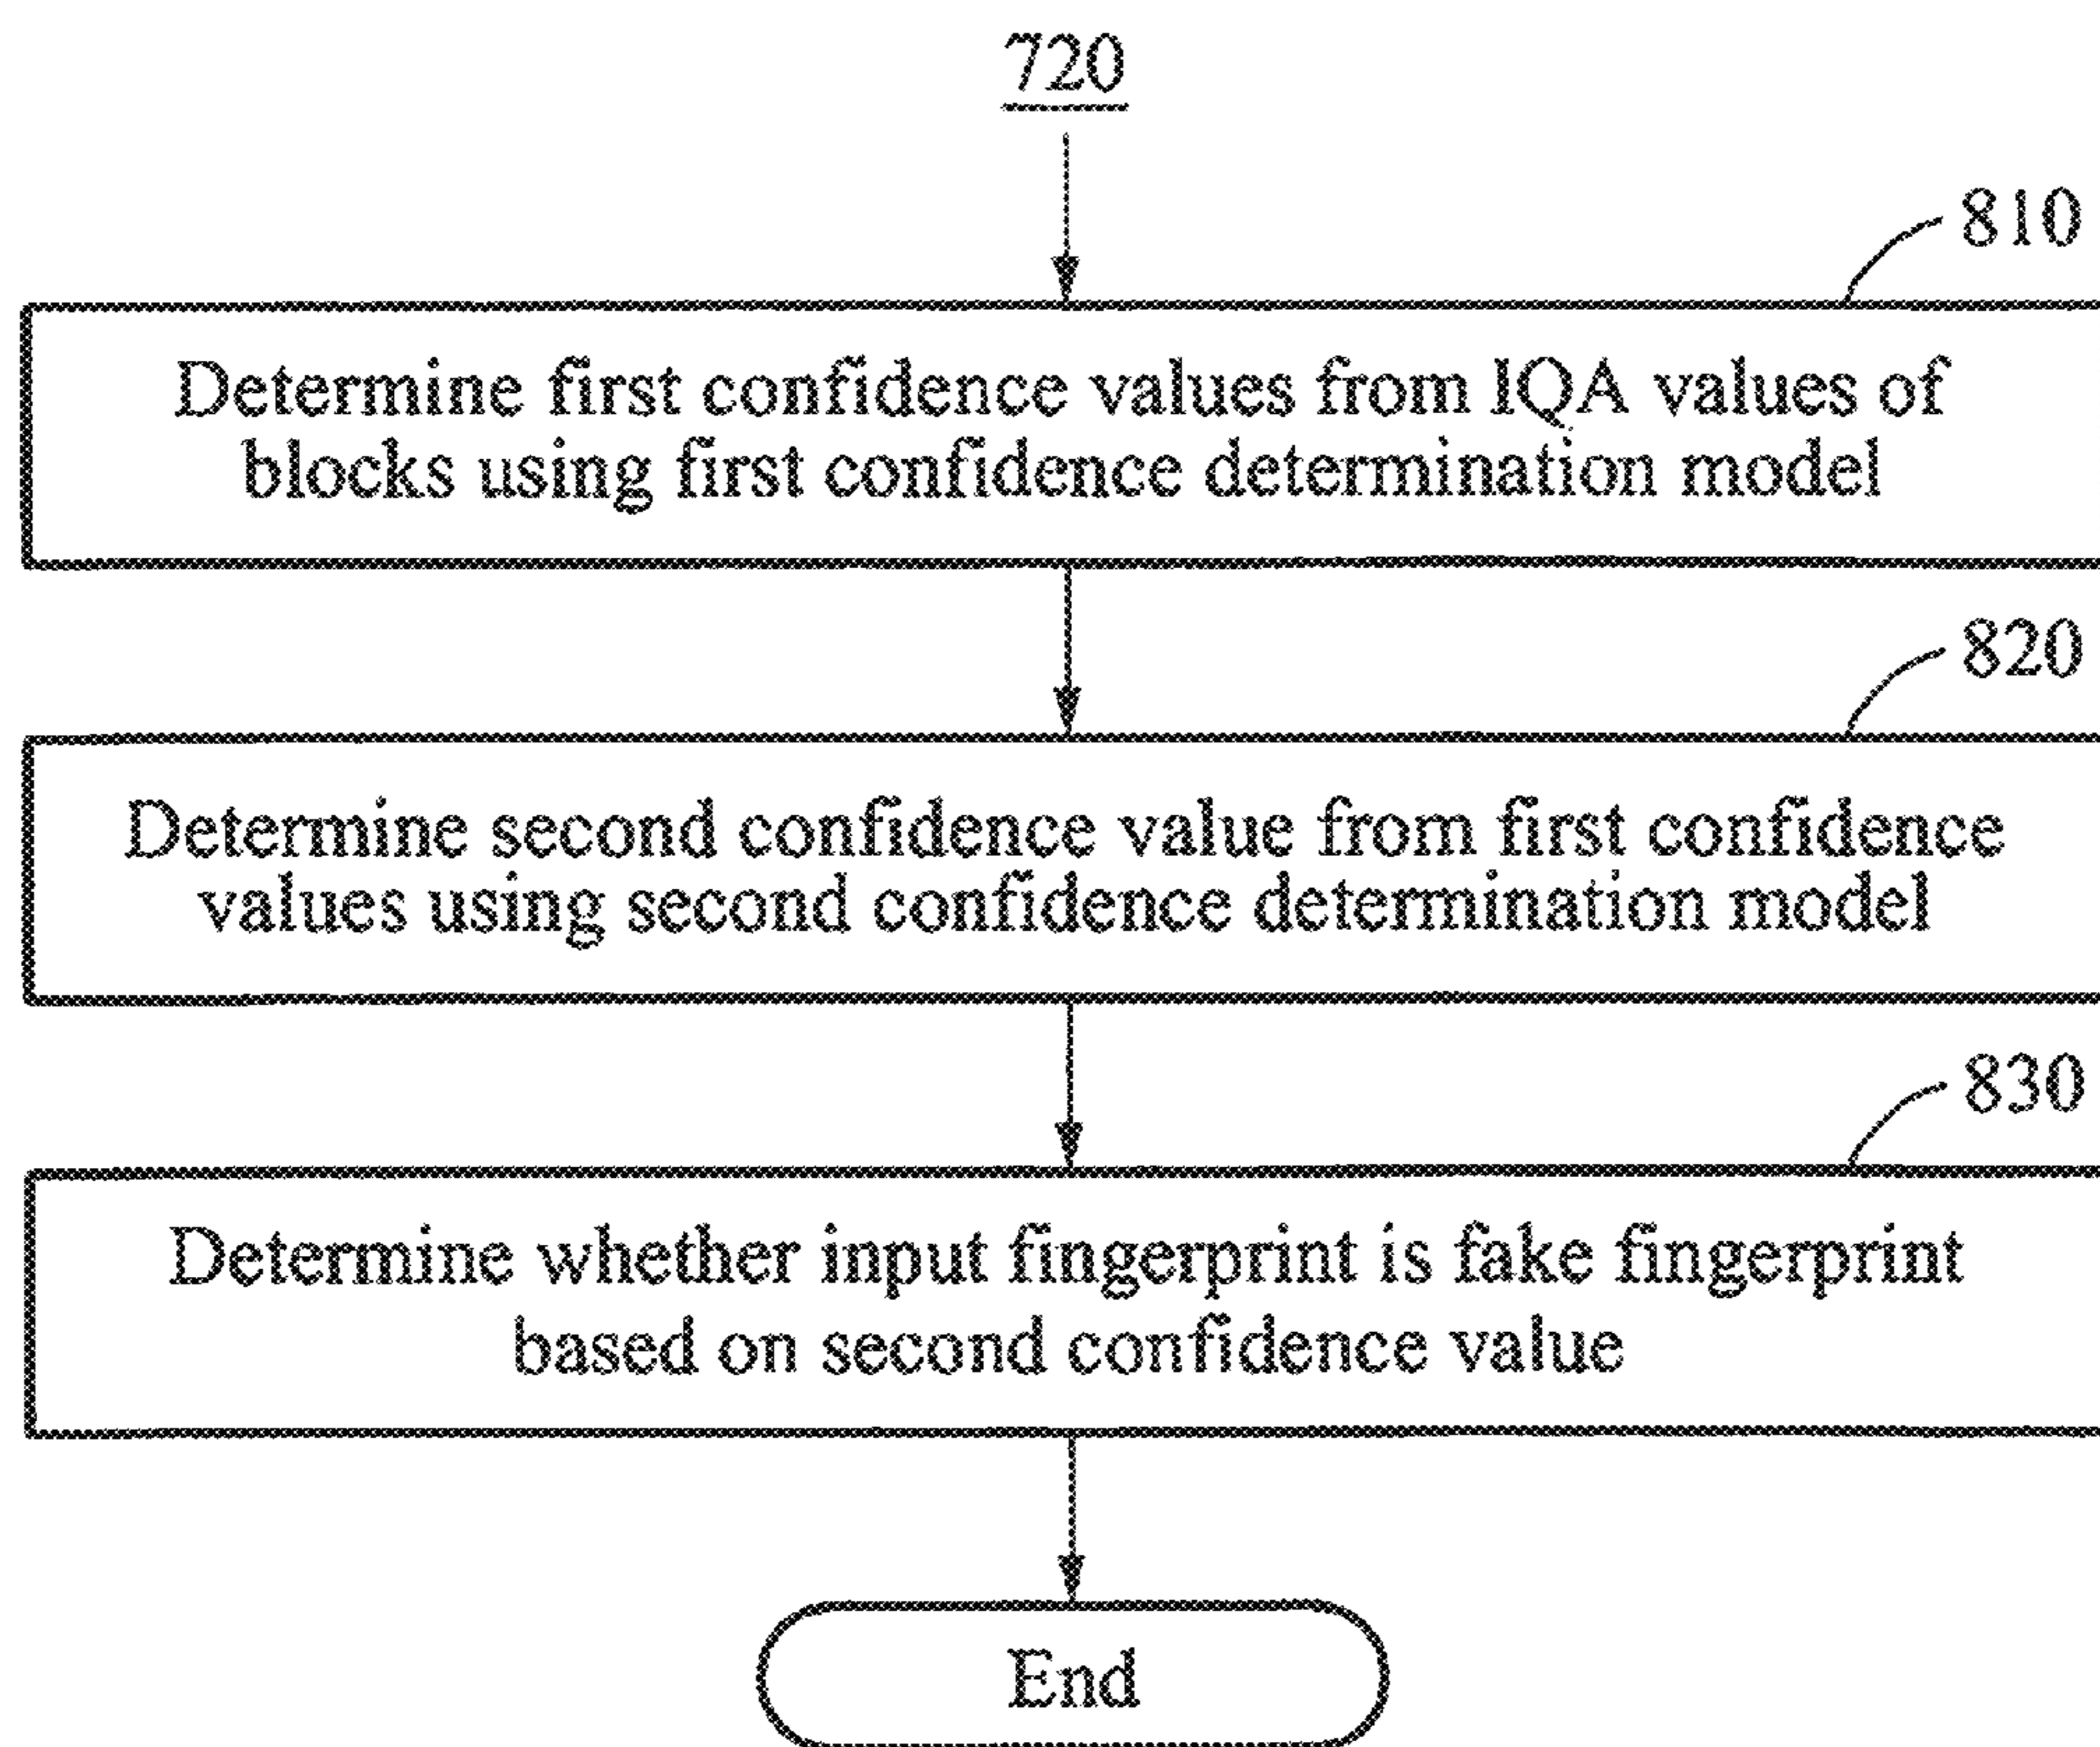 720
810
Determine first confidence values from IQA values of
blocks using first confidence determination model
820
Determine second confidence value from first confidence
values using second confidence determination model
830
Determine whether input fingerprint is fake fingerprint
based on second confidence value
End